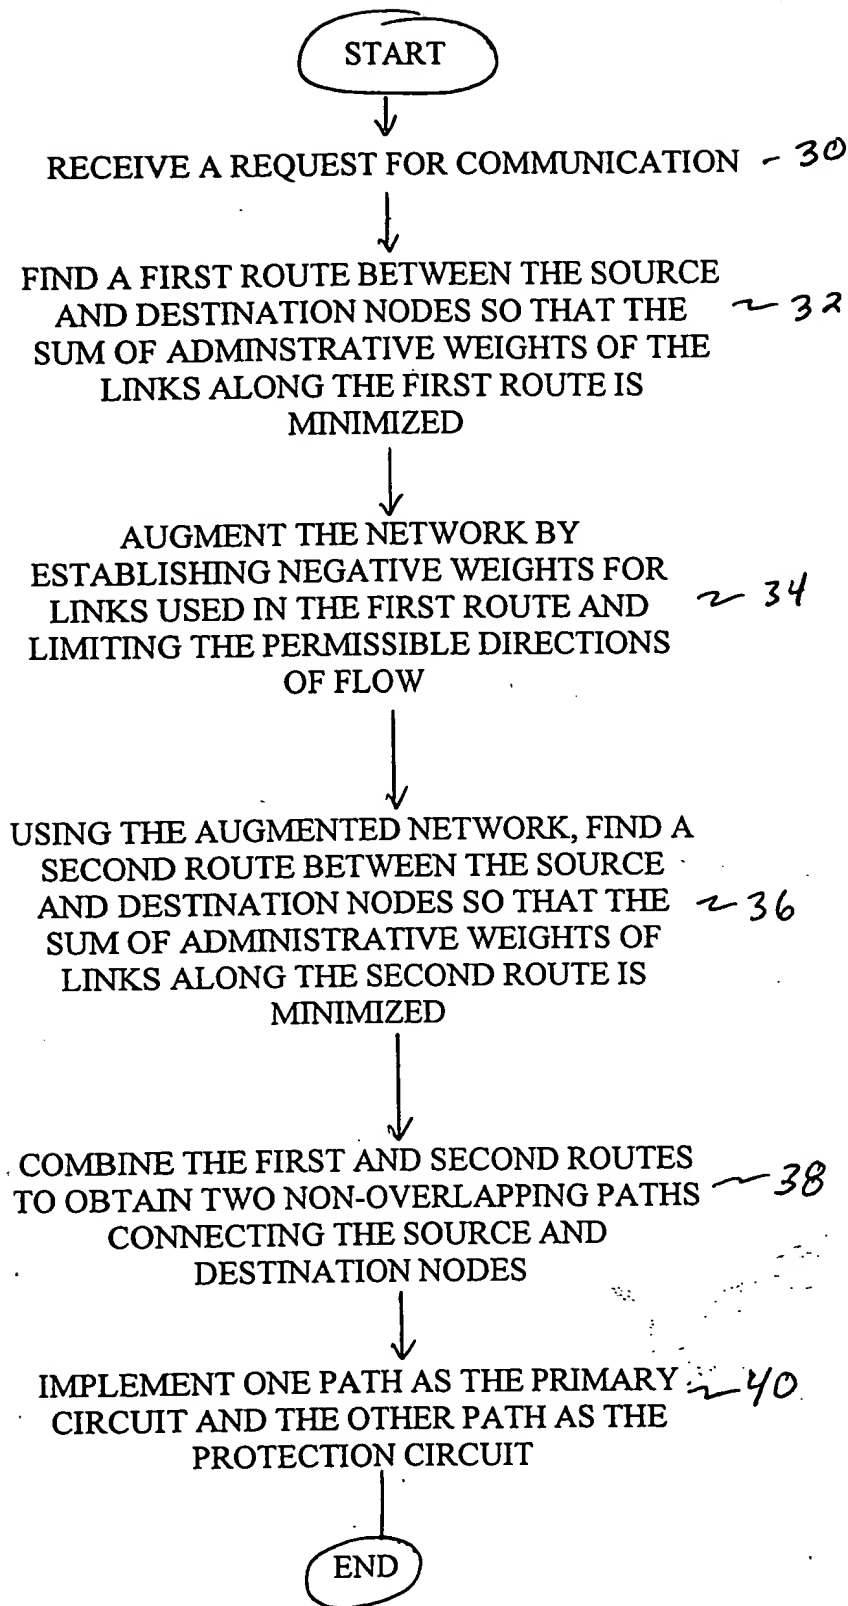 START
RECEIVE A REQUEST FOR COMMUNICATION ~ 30
FIND A FIRST ROUTE BETWEEN THE SOURCE
AND DESTINATION NODES SO THAT THE ~ 32
SUM OF ADMINSTRATIVE WEIGHTS OF THE
LINKS ALONG THE FIRST ROUTE IS
MINIMIZED
AUGMENT THE NETWORK BY
ESTABLISHING NEGATIVE WEIGHTS FOR
LINKS USED IN THE FIRST ROUTE AND ~ 34
LIMITING THE PERMISSIBLE DIRECTIONS
OF FLOW
USING THE AUGMENTED NETWORK, FIND A
SECOND ROUTE BETWEEN THE SOURCE
AND DESTINATION NODES SO THAT THE ~ 36
SUM OF ADMINISTRATIVE WEIGHTS OF
LINKS ALONG THE SECOND ROUTE IS
MINIMIZED
COMBINE THE FIRST AND SECOND ROUTES
TO OBTAIN TWO NON-OVERLAPPING PATHS ~ 38
CONNECTING THE SOURCE AND
DESTINATION NODES
IMPLEMENT ONE PATH AS THE PRIMARY ~ 40
CIRCUIT AND THE OTHER PATH AS THE
PROTECTION CIRCUIT
END